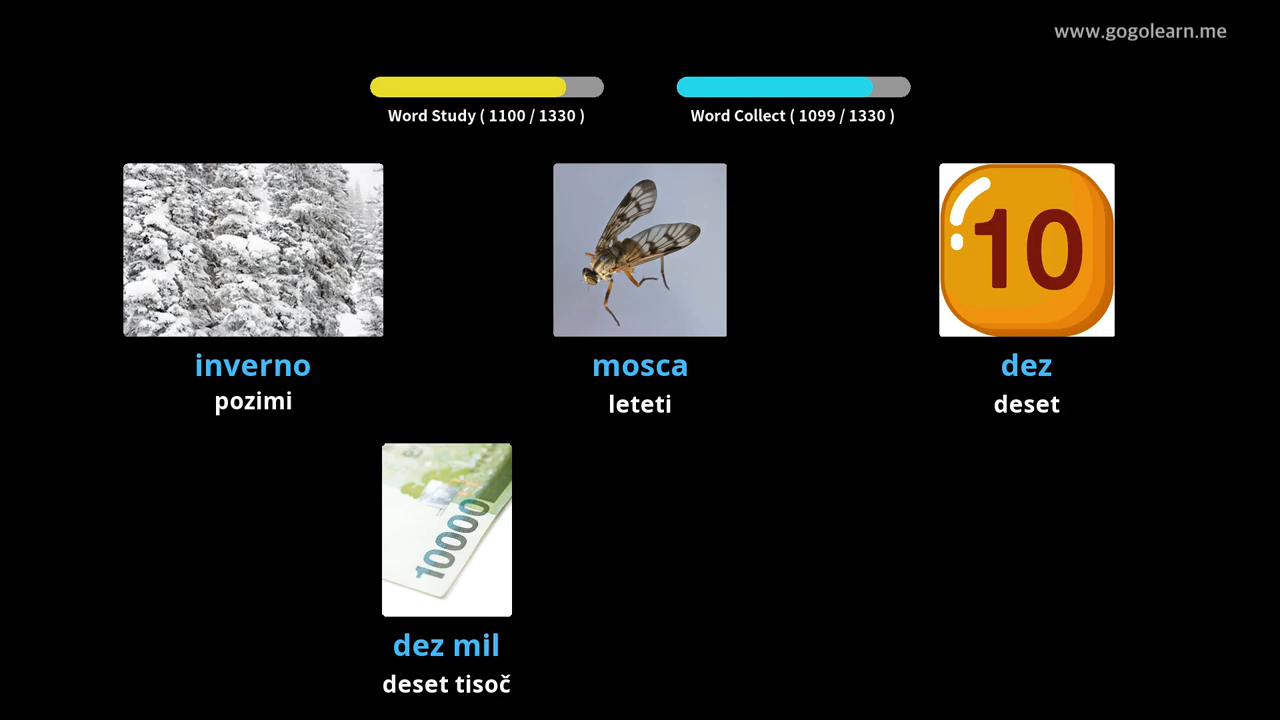 www.gogolearn.me
Word Study ( 1100 / 1330 )
Word Collect ( 1099 / 1330 )
10
inverno
mosca
dez
pozimi
leteti
deset
10000
dez mil
deset tisoč